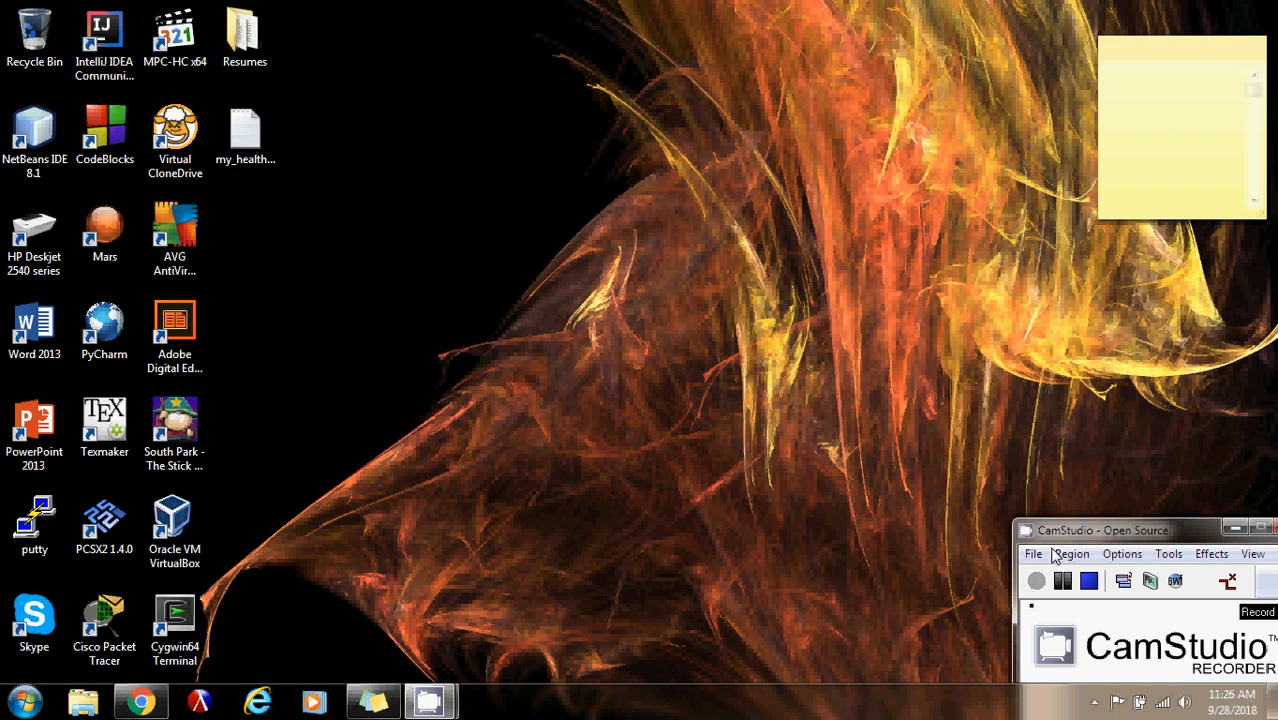 Recycle Bin
IntelliJ IDEA
Communi...
MPC-HC x64
Resumes
NetBeans IDE
8.1
CodeBlocks
Virtual
CloneDrive
my_health...
HP Deskjet
2540 series
Mars
AVG
AntiVir...
Word 2013
PyCharm
Adobe
Digital Ed...
PowerPoint
2013
Texmaker
South Park -
The Stick ...
putty
PCSX2 1.4.0
Oracle VM
VirtualBox
Skype
Cisco Packet
Tracer
Cygwin64
Terminal
CamStudio - Open Source
File Region Options Tools Effects View
Record
CamStudio™
RECORDER
11:26 AM
9/28/2018